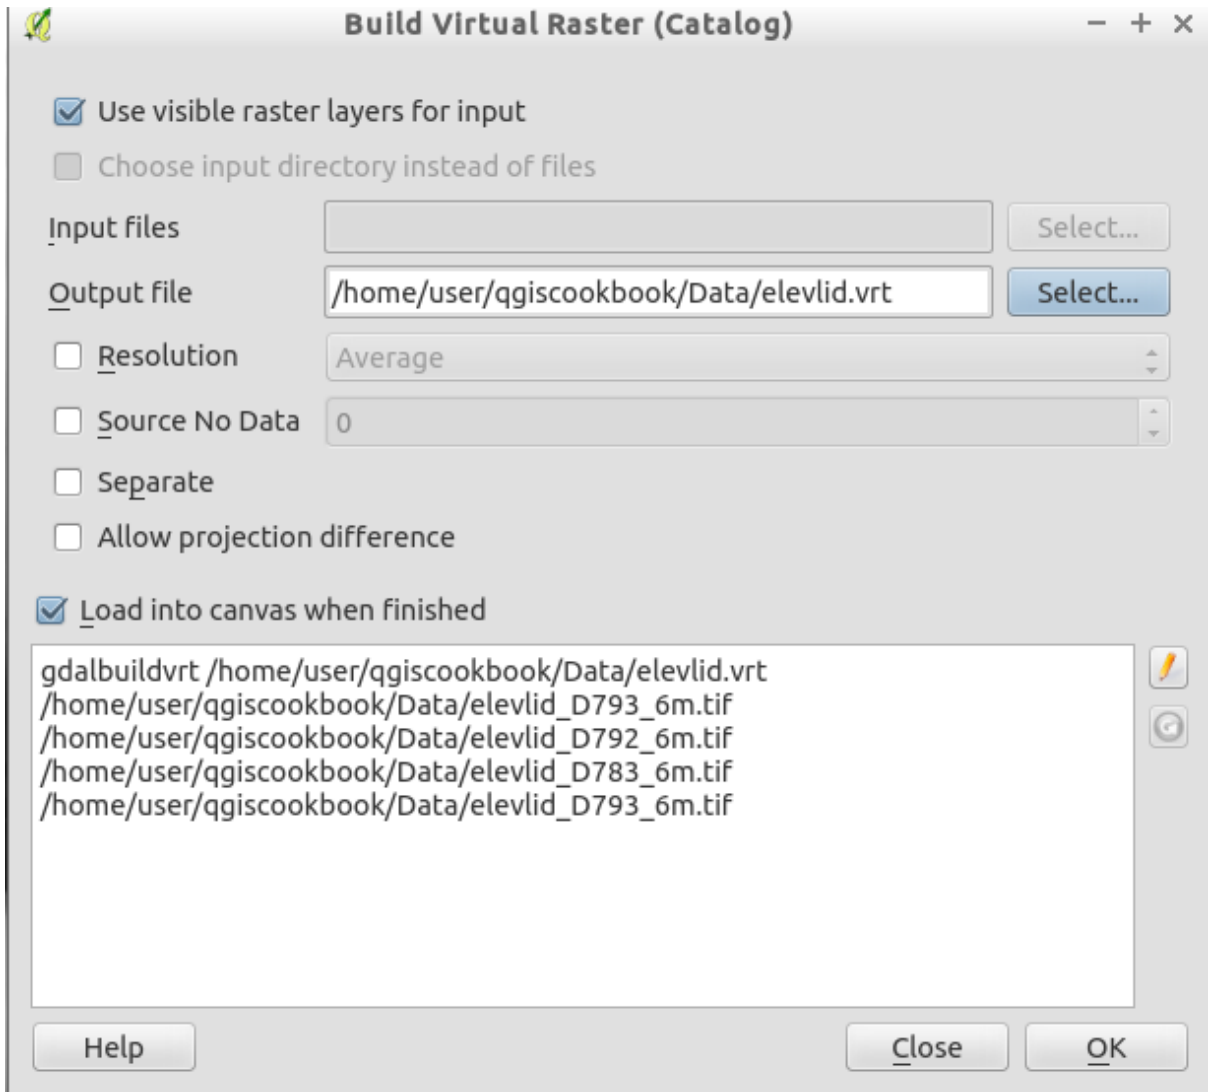 Build Virtual Raster (Catalog)
Use visible raster layers for input
Choose input directory instead of files
Input files
Select...
Output file
/home/user/qgiscookbook/Data/elevlid.vrt
Select...
Resolution
Average
Source No Data
0
Separate
Allow projection difference
Load into canvas when finished
gdalbuildvrt /home/user/qgiscookbook/Data/elevlid.vrt
/home/user/qgiscookbook/Data/elevlid_D793_6m.tif
/home/user/qgiscookbook/Data/elevlid_D792_6m.tif
/home/user/qgiscookbook/Data/elevlid_D783_6m.tif
/home/user/qgiscookbook/Data/elevlid_D793_6m.tif
Help
Close
OK